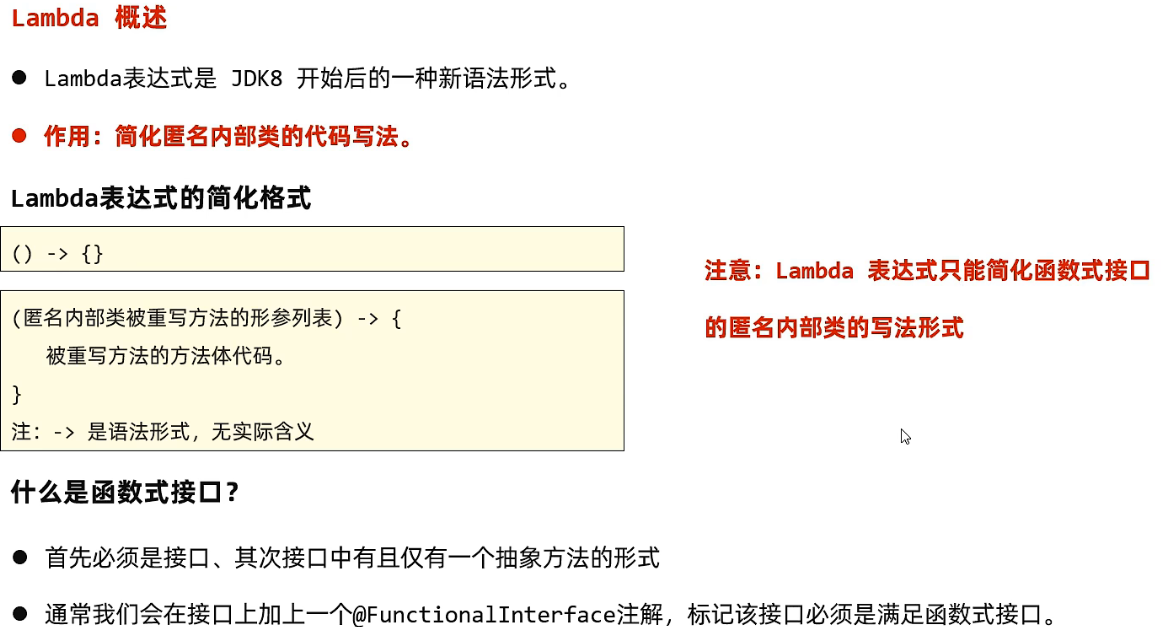 Lambda 概述
● Lambda表达式是 JDK8 开始后的一种新语法形式。
● 作用：简化匿名内部类的代码写法。
Lambda表达式的简化格式
() -> {}
(匿名内部类被重写方法的形参列表) -> {
被重写方法的方法体代码。
}
注：-> 是语法形式，无实际含义
注意：Lambda 表达式只能简化函数式接口
的匿名内部类的写法形式
什么是函数式接口？
● 首先必须是接口、其次接口中有且仅有一个抽象方法的形式
● 通常我们会在接口上加上一个@FunctionalInterface注解，标记该接口必须是满足函数式接口。